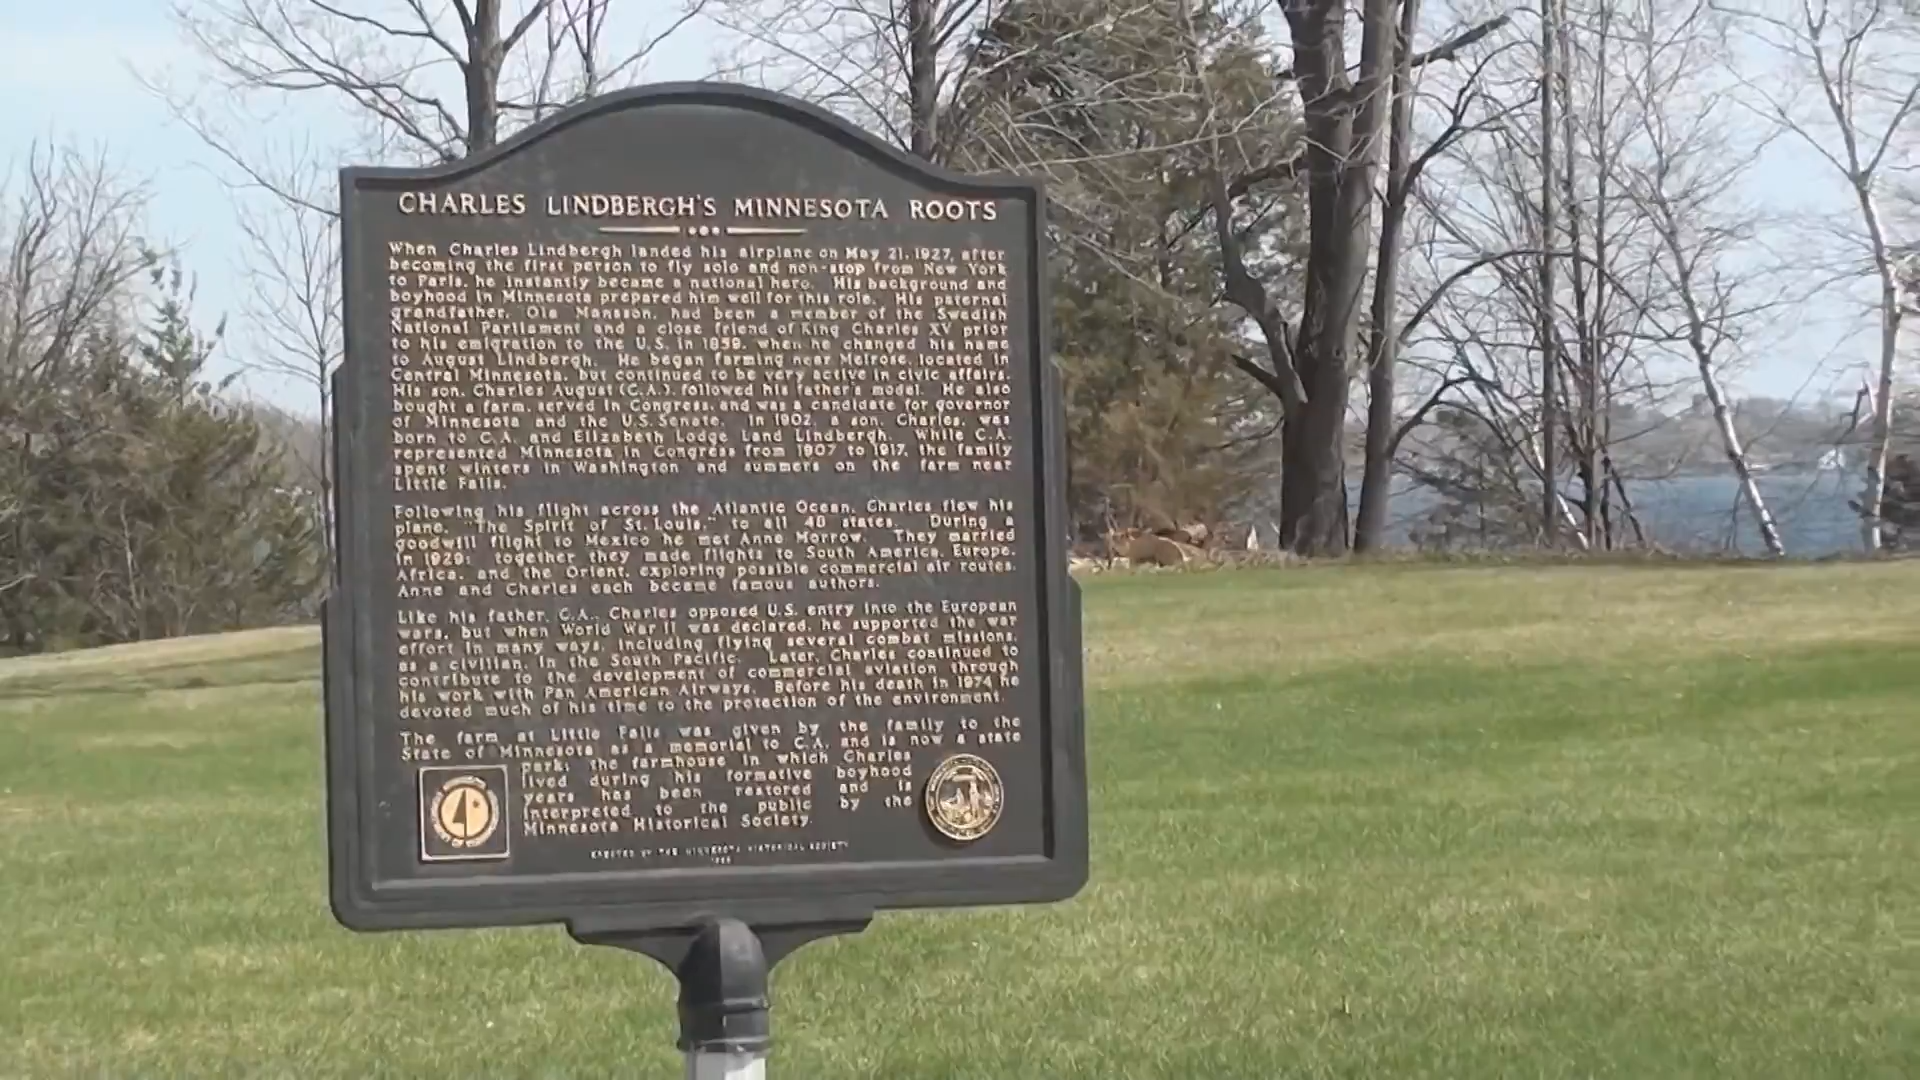 CHARLES LINDBERGH'S MINNESOTA ROOTS
When Charles Lindbergh landed his airplane on May 21, 1927, after
becoming the first person to fly solo and non-stop from New York
to Paris, he instantly became a national hero. His background and
boyhood in Minnesota prepared him well for this role. His paternal
grandfather, Ola Mansson, had been a member of the Swedish
National Parliament and a close friend of King Charles XV prior
to his emigration to the U.S. in 1859, when he changed his name
to August Lindbergh. He began farming near Melrose, located in
Central Minnesota, but continued to be very active in civic affairs.
His son, Charles August (C.A.), followed his father's model. He also
bought a farm, served in Congress, and was a candidate for governor
of Minnesota and the U.S. Senate. In 1902, a son, Charles, was
born to C.A. and Elizabeth Lodge Land Lindbergh. While C.A.
represented Minnesota in Congress from 1907 to 1917, the family
spent winters in Washington and summers on the farm near
Little Falls.
Following his flight across the Atlantic Ocean, Charles flew his
plane, "The Spirit of St. Louis," to all 48 states. During a
goodwill flight to Mexico he met Anne Morrow. They married
in 1929; together they made flights to South America, Europe,
Africa, and the Orient, exploring possible commercial air routes.
Anne and Charles each became famous authors.
Like his father, C.A., Charles opposed U.S. entry into the European
wars, but when World War II was declared, he supported the war
effort in many ways, including flying several combat missions,
as a civilian, in the South Pacific. Later, Charles continued to
contribute to the development of commercial aviation through
his work with Pan American Airways. Before his death in 1974 he
devoted much of his time to the protection of the environment.
The farm at Little Falls was given by the family to the
State of Minnesota as a memorial to C.A. and is now a state
park; the farmhouse in which Charles
lived during his formative boyhood
years has been restored and is
interpreted to the public by the
Minnesota Historical Society.
ERECTED BY THE MINNESOTA HISTORICAL SOCIETY